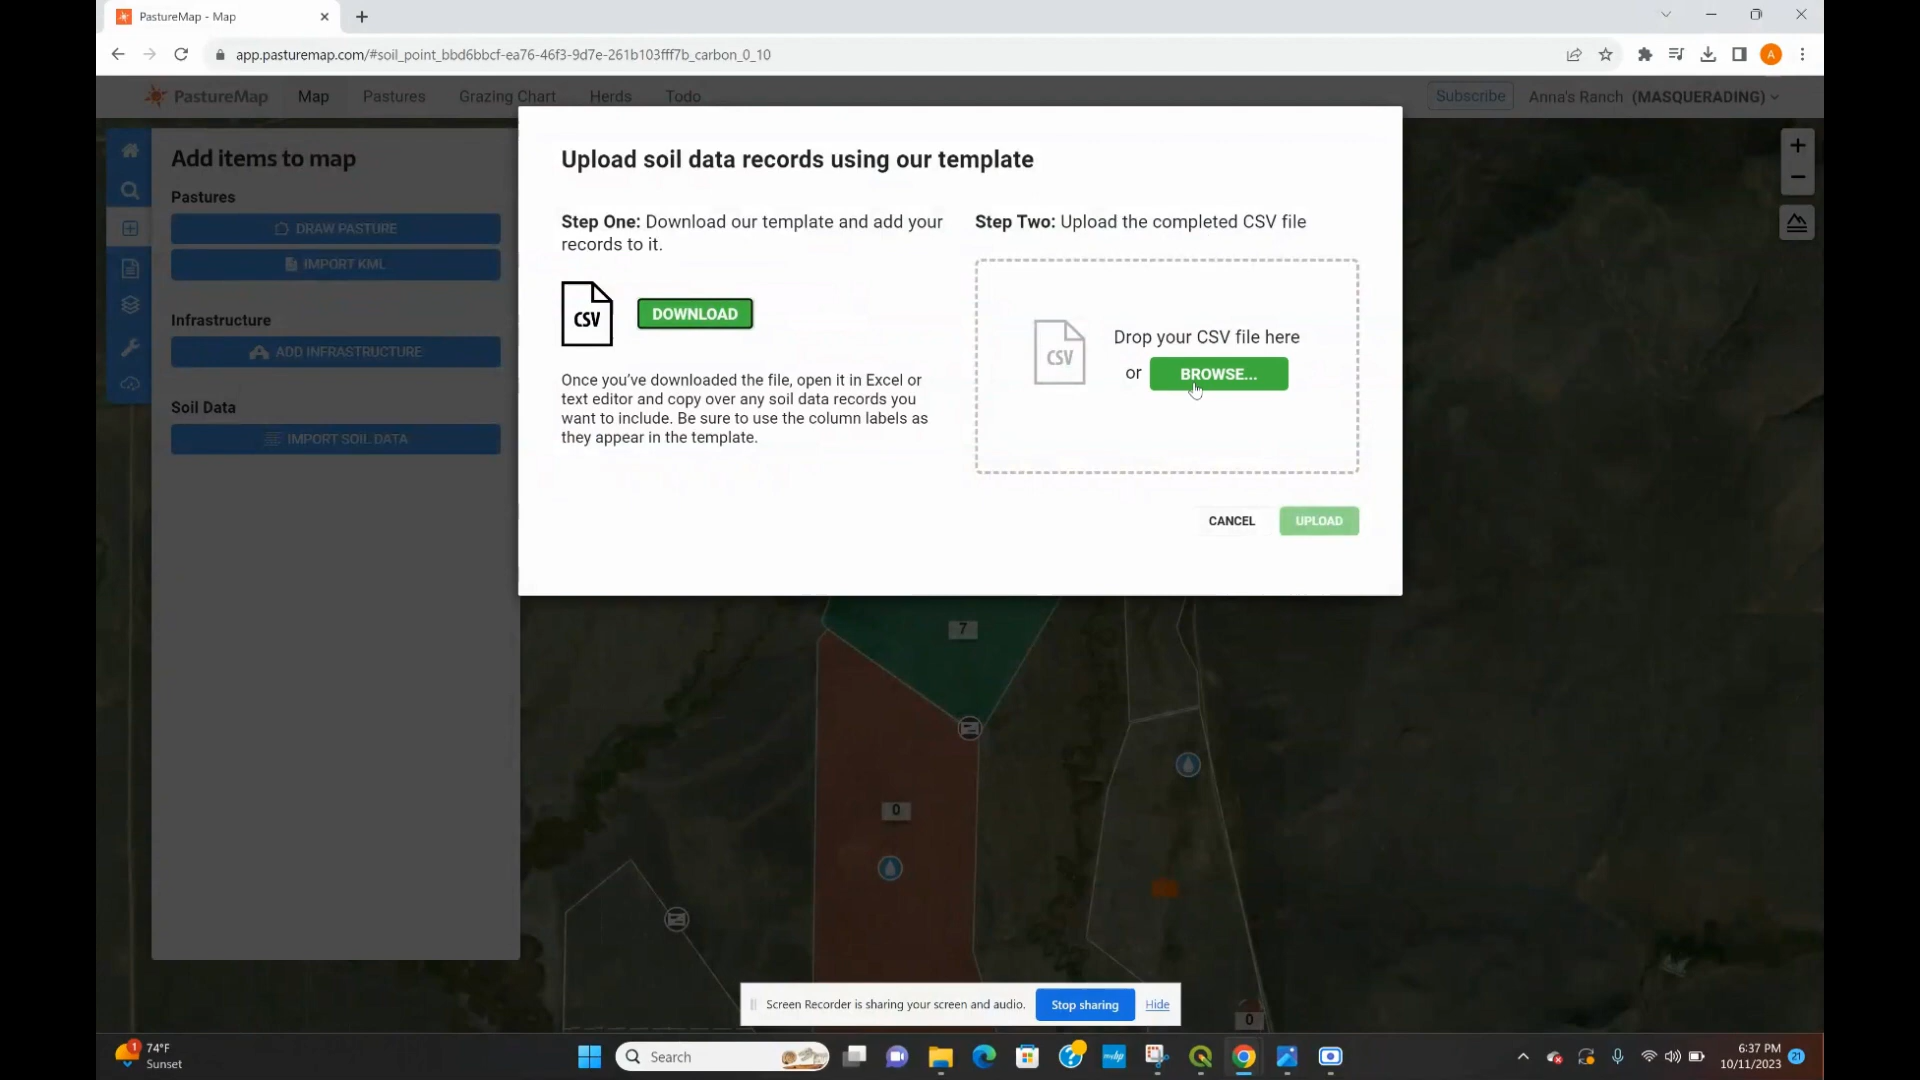 PastureMap - Map
app.pasturemap.com/#soil_point_bbd6bbcf-ea76-46f3-9d7e-261b103fff7b_carbon_0_10
A
PastureMap Map Pastures Grazing Chart Herds Todo Subscribe Anna's Ranch (MASQUERADING)
Add items to map
Pastures
DRAW PASTURE
IMPORT KML
Infrastructure
ADD INFRASTRUCTURE
Soil Data
IMPORT SOIL DATA
Upload soil data records using our template
Step One: Download our template and add your
records to it.
CSV DOWNLOAD
Once you've downloaded the file, open it in Excel or
text editor and copy over any soil data records you
want to include. Be sure to use the column labels as
they appear in the template.
Step Two: Upload the completed CSV file
CSV
Drop your CSV file here
or BROWSE...
CANCEL UPLOAD
+
−
7
0
0
Screen Recorder is sharing your screen and audio. Stop sharing Hide
1
74°F
Sunset
Search
6:37 PM
10/11/2023
21